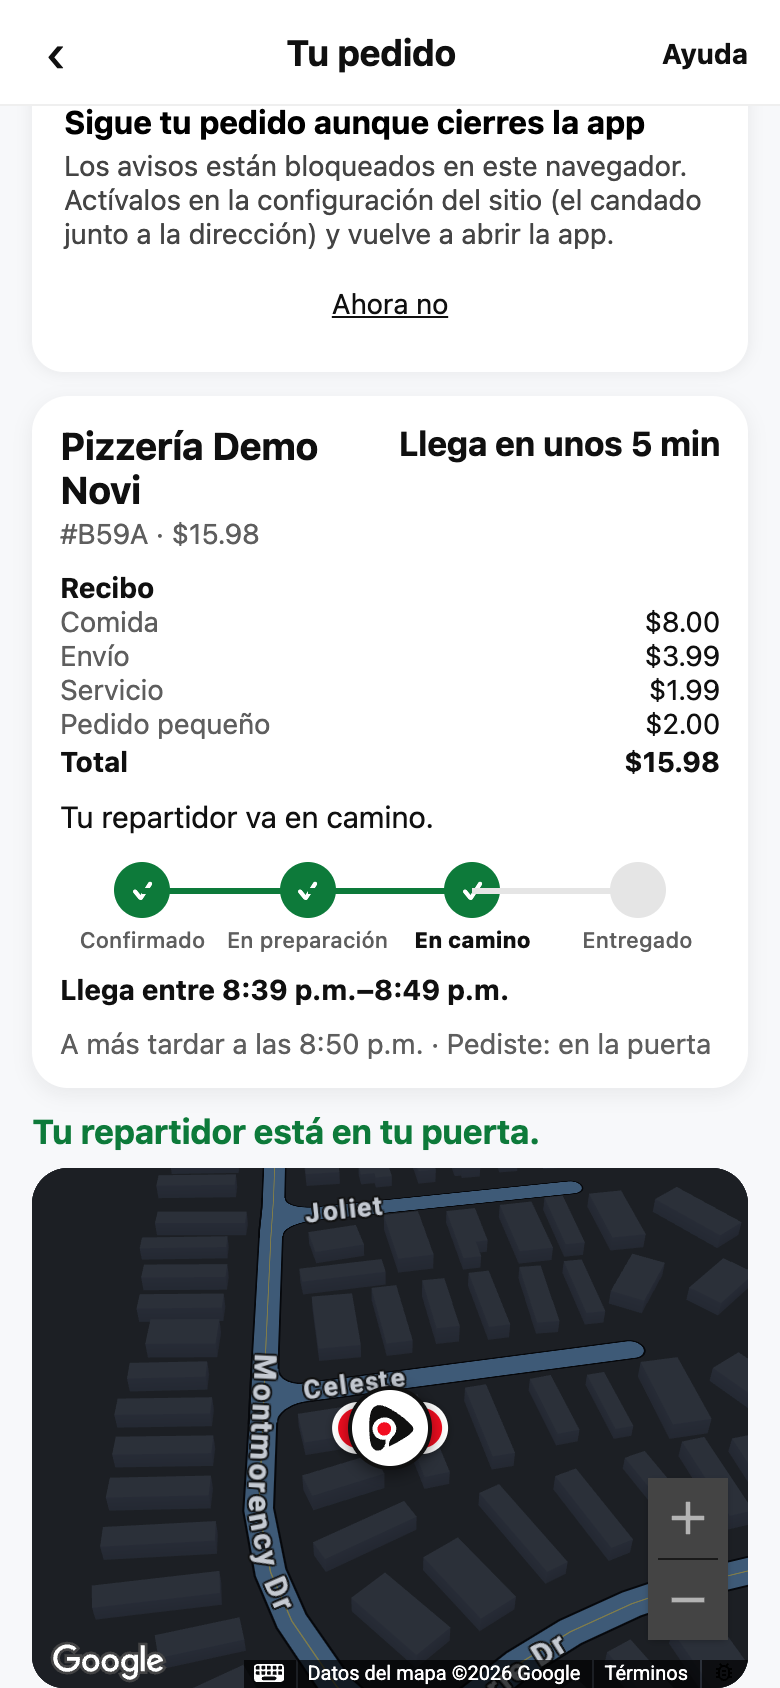 Tu pedido
Ayuda
Sigue tu pedido aunque cierres la app
Los avisos están bloqueados en este navegador.
Actívalos en la configuración del sitio (el candado
junto a la dirección) y vuelve a abrir la app.
Ahora no
Pizzería Demo
Novi
Llega en unos 5 min
#B59A · $15.98
Recibo
Comida $8.00
Envío $3.99
Servicio $1.99
Pedido pequeño $2.00
Total $15.98
Tu repartidor va en camino.
Confirmado En preparación En camino Entregado
Llega entre 8:39 p.m.–8:49 p.m.
A más tardar a las 8:50 p.m. · Pediste: en la puerta
Tu repartidor está en tu puerta.
Joliet
Celeste
Montmorency Dr
Dr
Google
Datos del mapa ©2026 Google
Términos